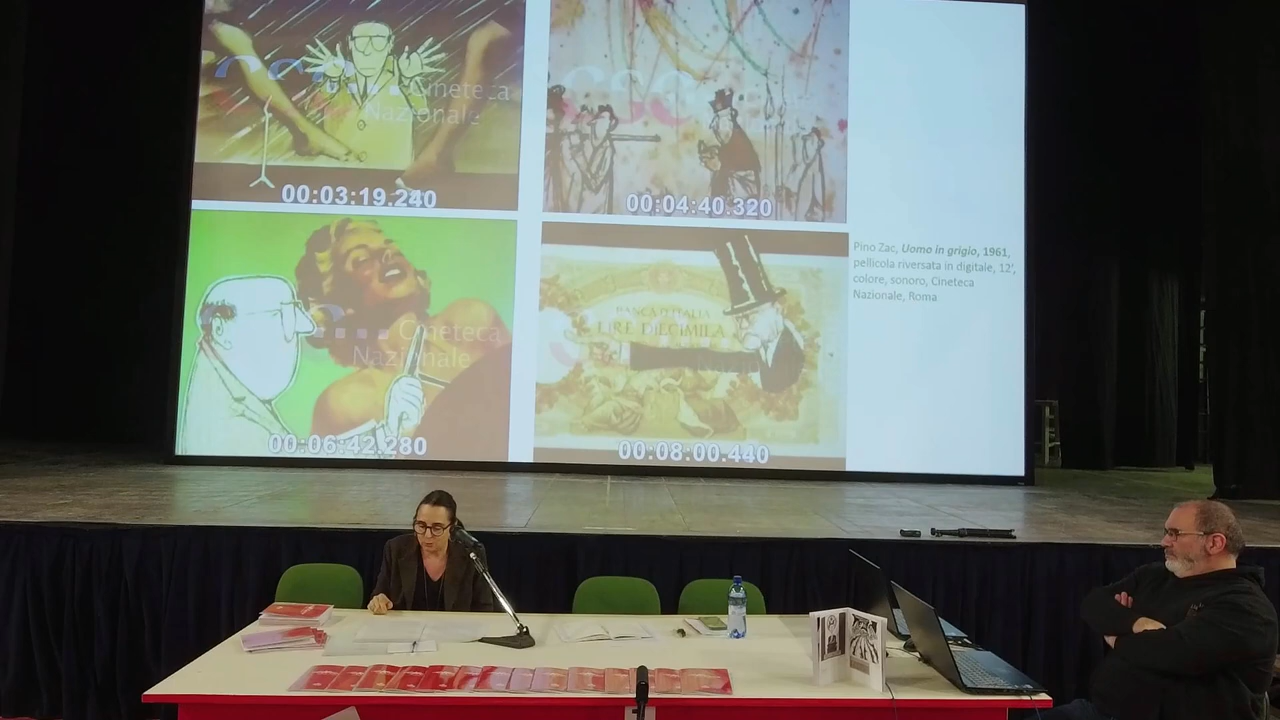 csc... Cineteca
Nazionale
00:03:19.240
csc
00:04:40.320
Pino Zac, Uomo in grigio, 1961,
pellicola riversata in digitale, 12',
colore, sonoro, Cineteca
Nazionale, Roma
Cineteca
Nazionale
00:06:42.280
BANCA D'ITALIA
LIRE DIECIMILA
00:08:00.440